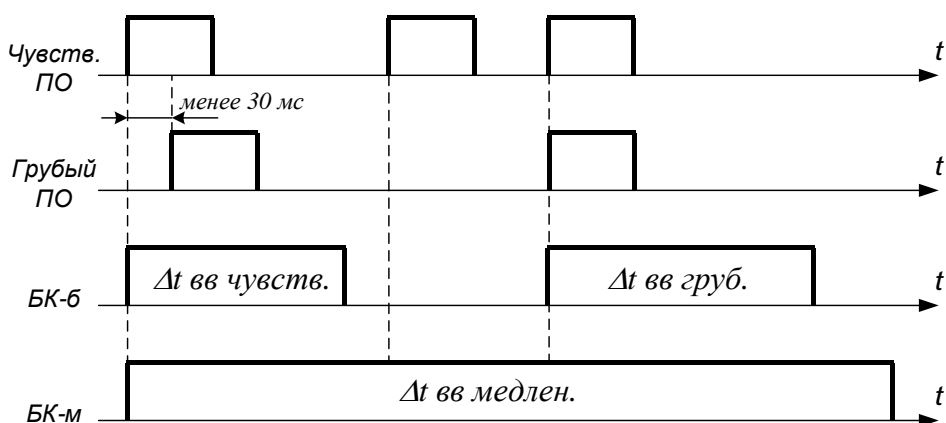 Чувств.
ПО
t
менее 30 мс
Грубый
ПО
t
БК-б
Δt вв чувств.
Δt вв груб.
t
БК-м
Δt вв медлен.
t